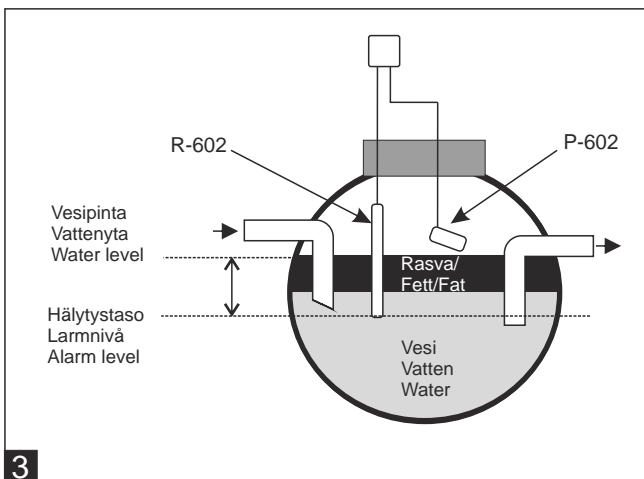 R-602
P-602
Vesipinta
Vattenyta
Water level
Rasva/
Fett/Fat
Hälytystaso
Larmnivå
Alarm level
Vesi
Vatten
Water
3